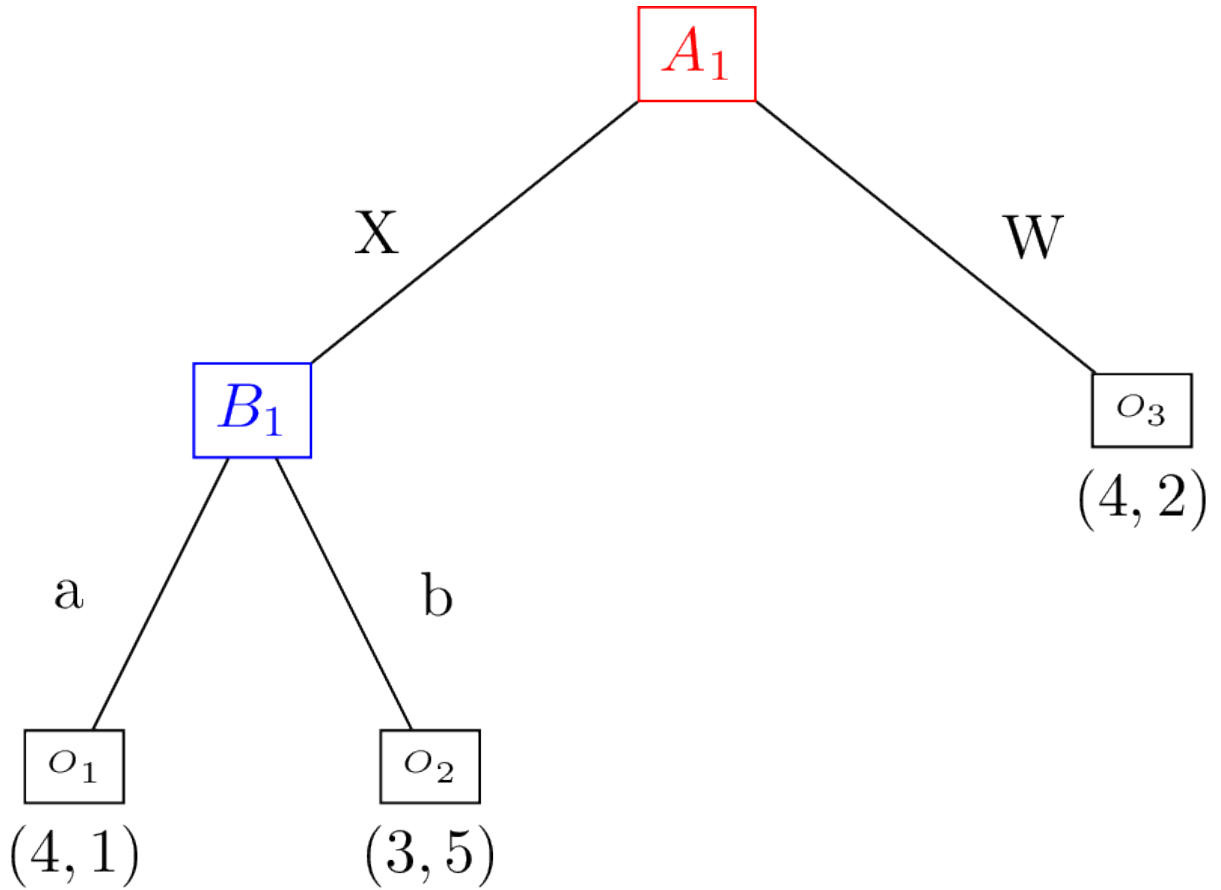 A₁
X
W
B₁
o₃
(4, 2)
a
b
o₁
o₂
(4, 1)
(3, 5)